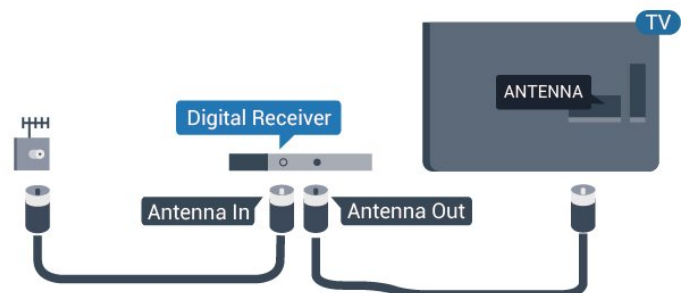 TV
ANTENNA
Digital Receiver
Antenna In
Antenna Out